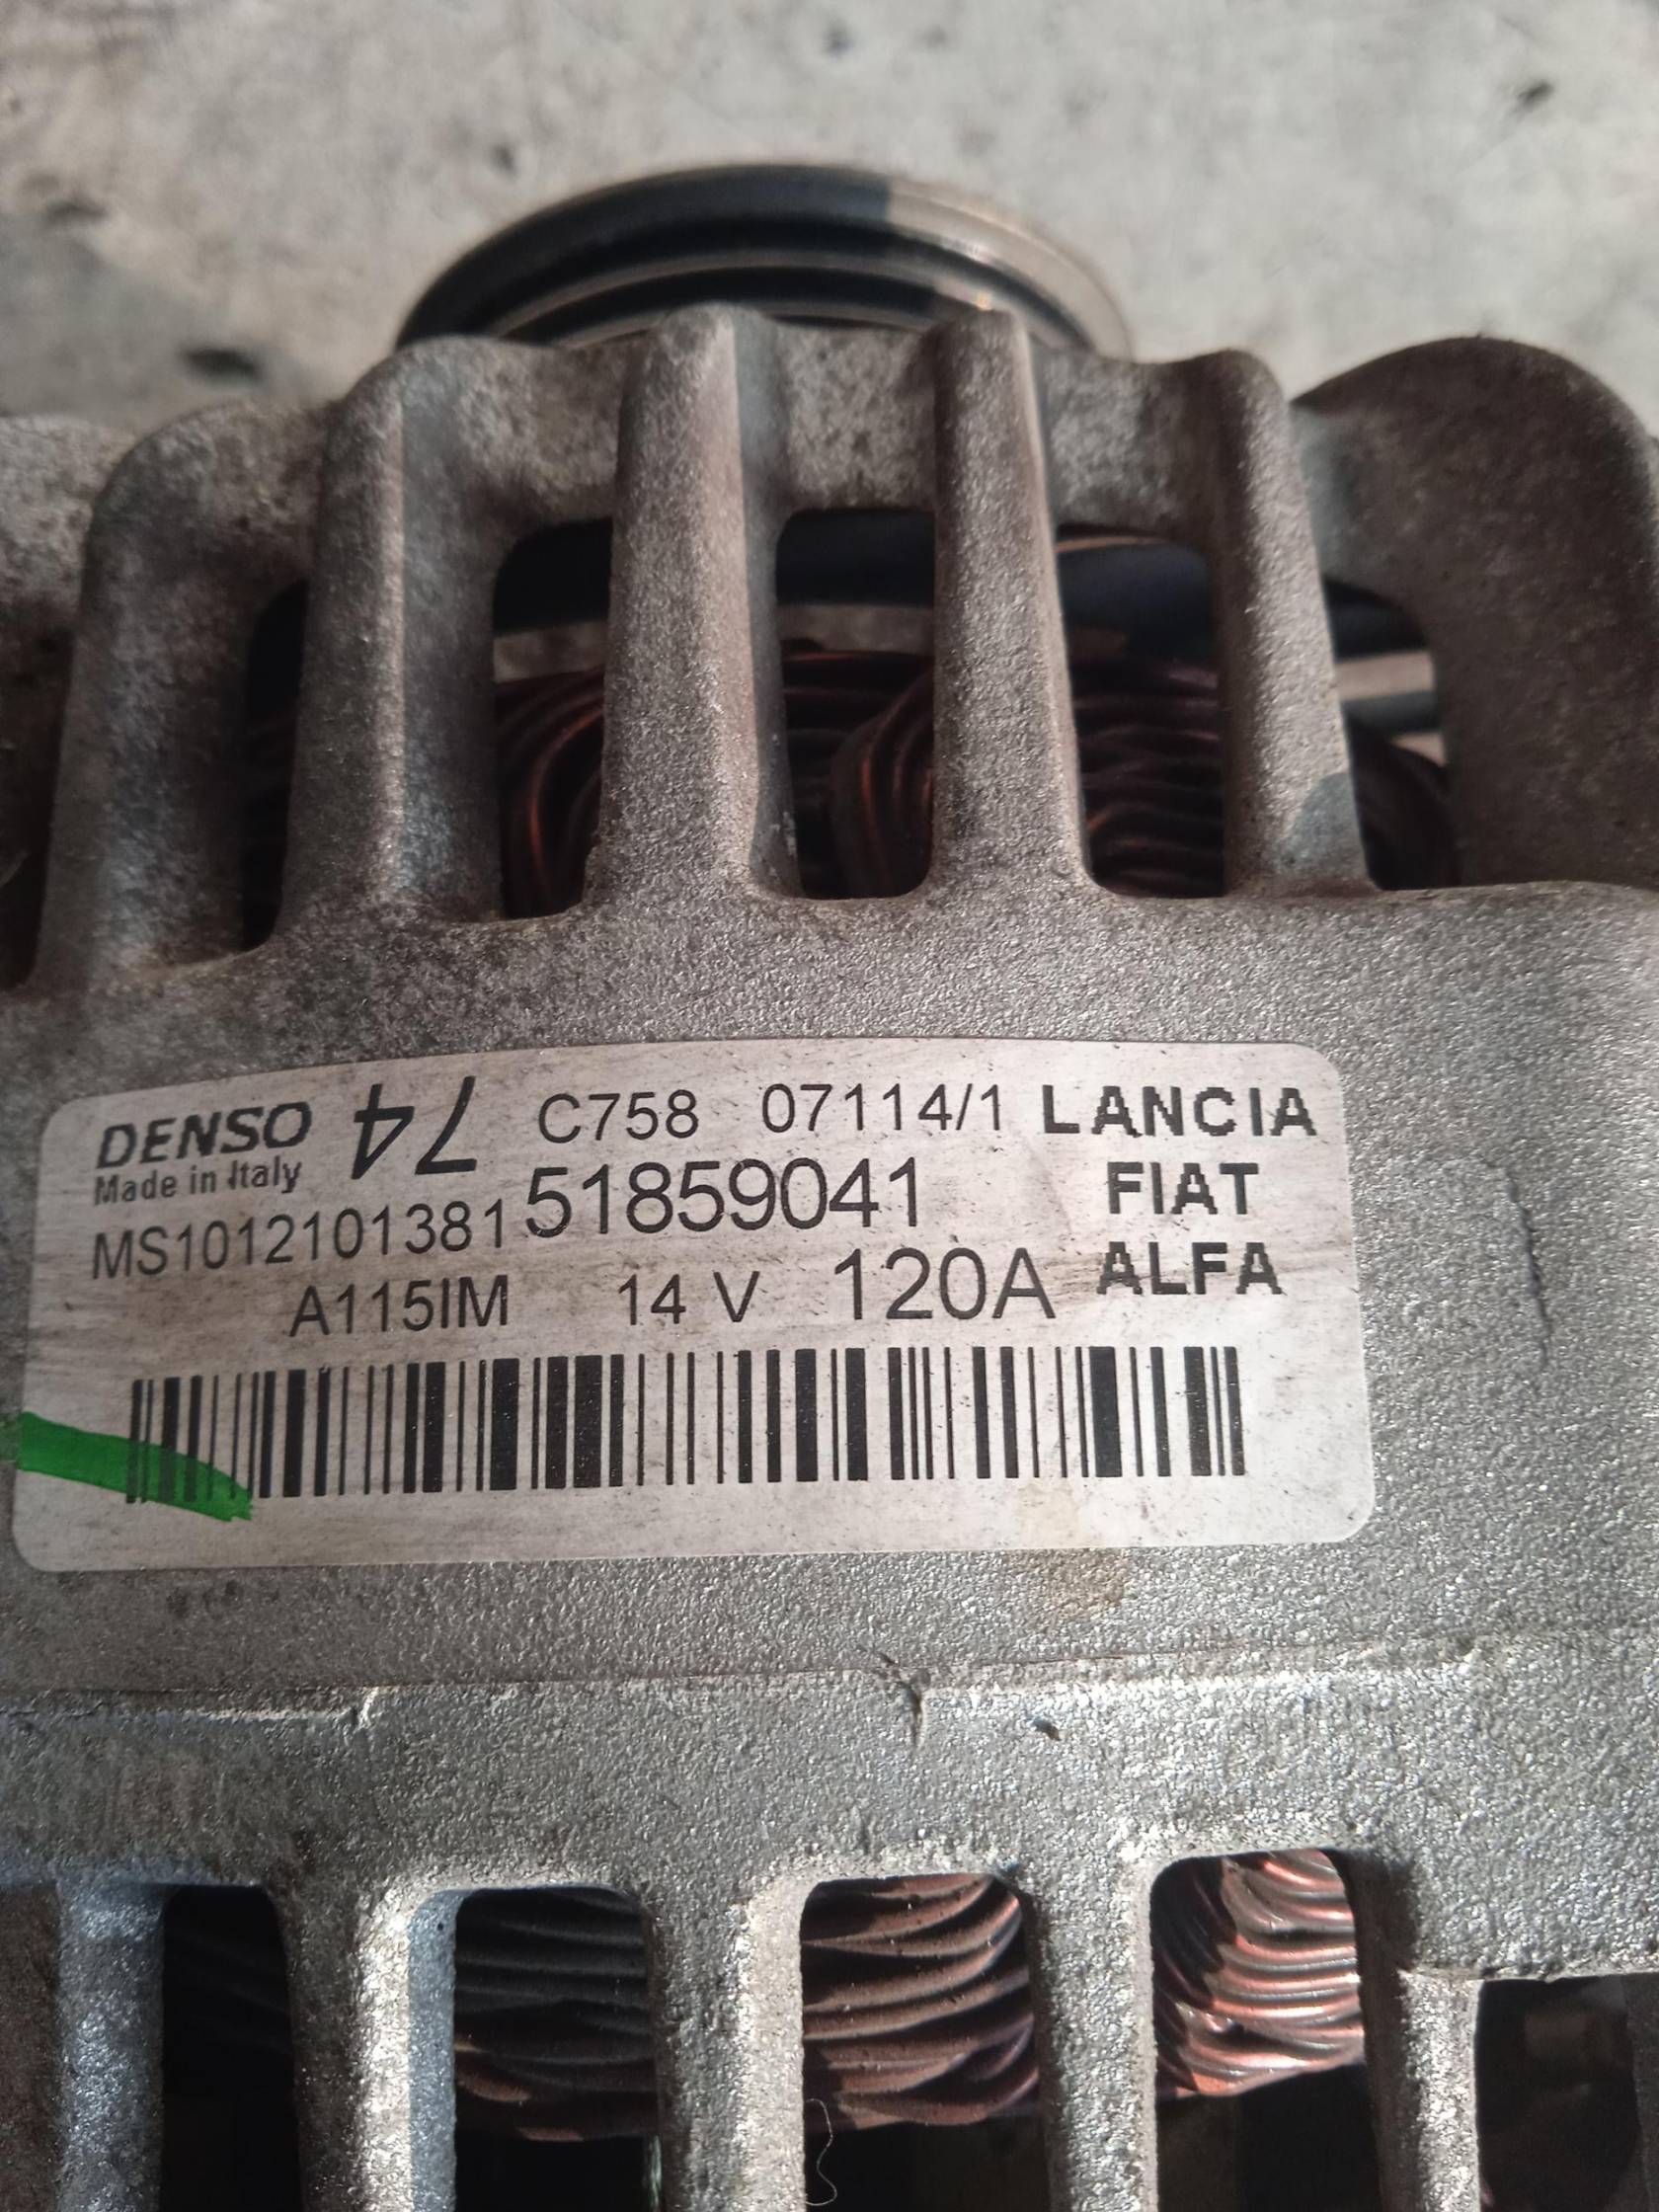 DENSO 74 C758 07114/1 LANCIA
Made in Italy FIAT
MS1012101381 51859041 ALFA
A115IM 14 V 120A